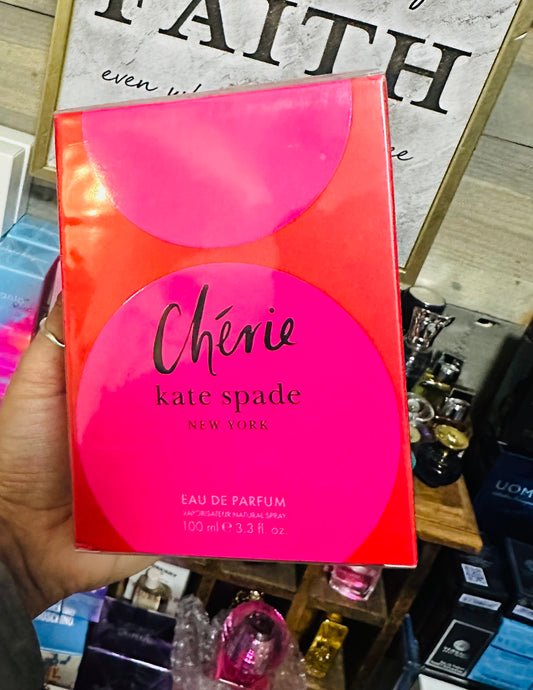 FAITH
even
Chérie
kate spade
NEW YORK
EAU DE PARFUM
VAPORISATEUR NATURAL SPRAY
100 ml ℮ 3.3 fl. oz.
UOM